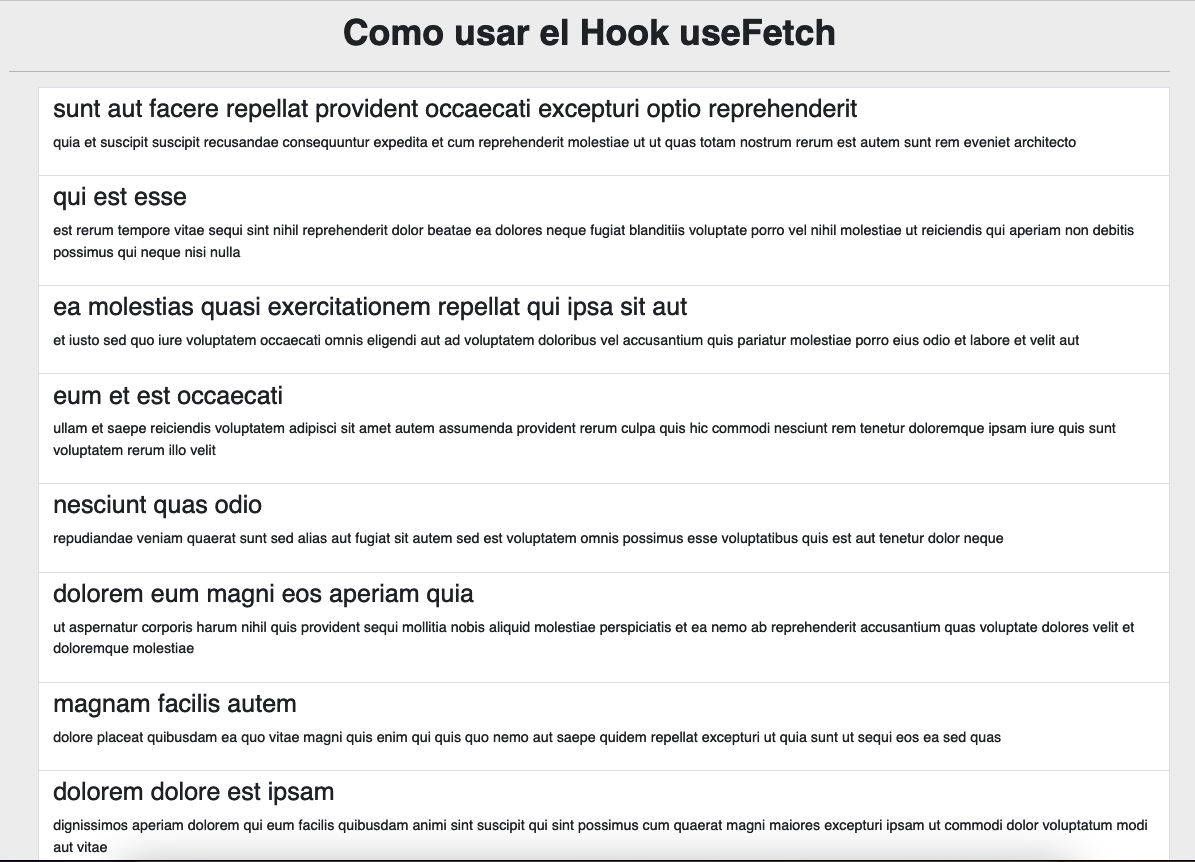 Como usar el Hook useFetch
sunt aut facere repellat provident occaecati excepturi optio reprehenderit
quia et suscipit suscipit recusandae consequuntur expedita et cum reprehenderit molestiae ut ut quas totam nostrum rerum est autem sunt rem eveniet architecto
qui est esse
est rerum tempore vitae sequi sint nihil reprehenderit dolor beatae ea dolores neque fugiat blanditiis voluptate porro vel nihil molestiae ut reiciendis qui aperiam non debitis
possimus qui neque nisi nulla
ea molestias quasi exercitationem repellat qui ipsa sit aut
et iusto sed quo iure voluptatem occaecati omnis eligendi aut ad voluptatem doloribus vel accusantium quis pariatur molestiae porro eius odio et labore et velit aut
eum et est occaecati
ullam et saepe reiciendis voluptatem adipisci sit amet autem assumenda provident rerum culpa quis hic commodi nesciunt rem tenetur doloremque ipsam iure quis sunt
voluptatem rerum illo velit
nesciunt quas odio
repudiandae veniam quaerat sunt sed alias aut fugiat sit autem sed est voluptatem omnis possimus esse voluptatibus quis est aut tenetur dolor neque
dolorem eum magni eos aperiam quia
ut aspernatur corporis harum nihil quis provident sequi mollitia nobis aliquid molestiae perspiciatis et ea nemo ab reprehenderit accusantium quas voluptate dolores velit et
doloremque molestiae
magnam facilis autem
dolore placeat quibusdam ea quo vitae magni quis enim qui quis quo nemo aut saepe quidem repellat excepturi ut quia sunt ut sequi eos ea sed quas
dolorem dolore est ipsam
dignissimos aperiam dolorem qui eum facilis quibusdam animi sint suscipit qui sint possimus cum quaerat magni maiores excepturi ipsam ut commodi dolor voluptatum modi
aut vitae